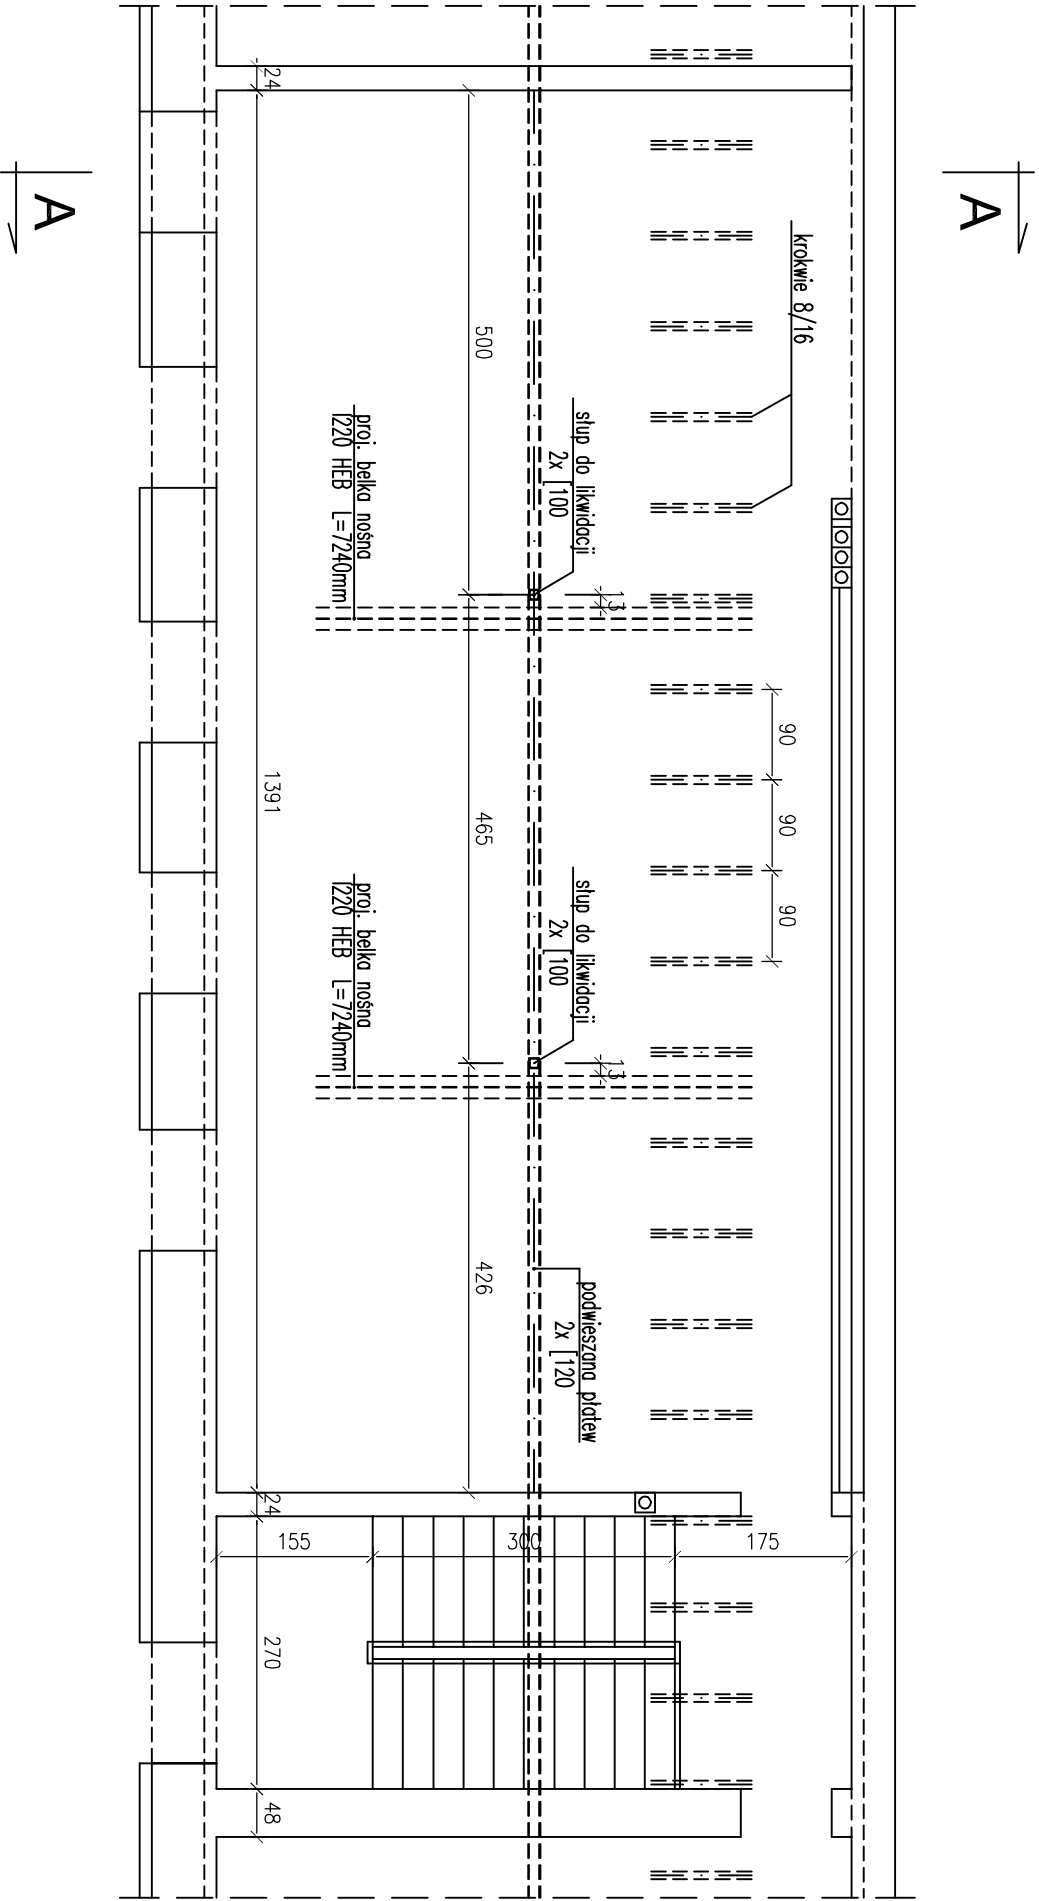 A
A
24
krokwie 8/16
500
słup do likwidacji
2x [100
proj. belka nośna
I220 HEB L=7240mm
13
90
90
90
1391
465
słup do likwidacji
2x [100
proj. belka nośna
I220 HEB L=7240mm
13
426
podwieszana płatew
2x [120
24
155
300
175
270
48